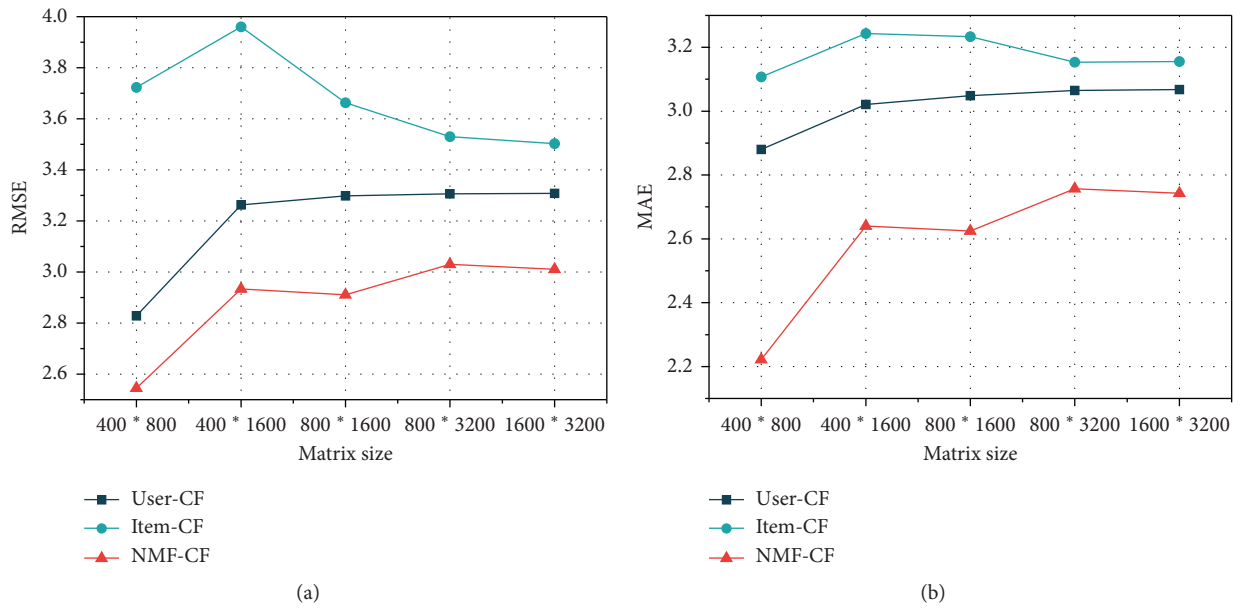 4.0
3.8
3.6
3.4
3.2
3.0
2.8
2.6
RMSE
400 * 800 400 * 1600 800 * 1600 800 * 3200 1600 * 3200
Matrix size
User-CF
Item-CF
NMF-CF
(a)
3.2
3.0
2.8
2.6
2.4
2.2
MAE
400 * 800 400 * 1600 800 * 1600 800 * 3200 1600 * 3200
Matrix size
User-CF
Item-CF
NMF-CF
(b)